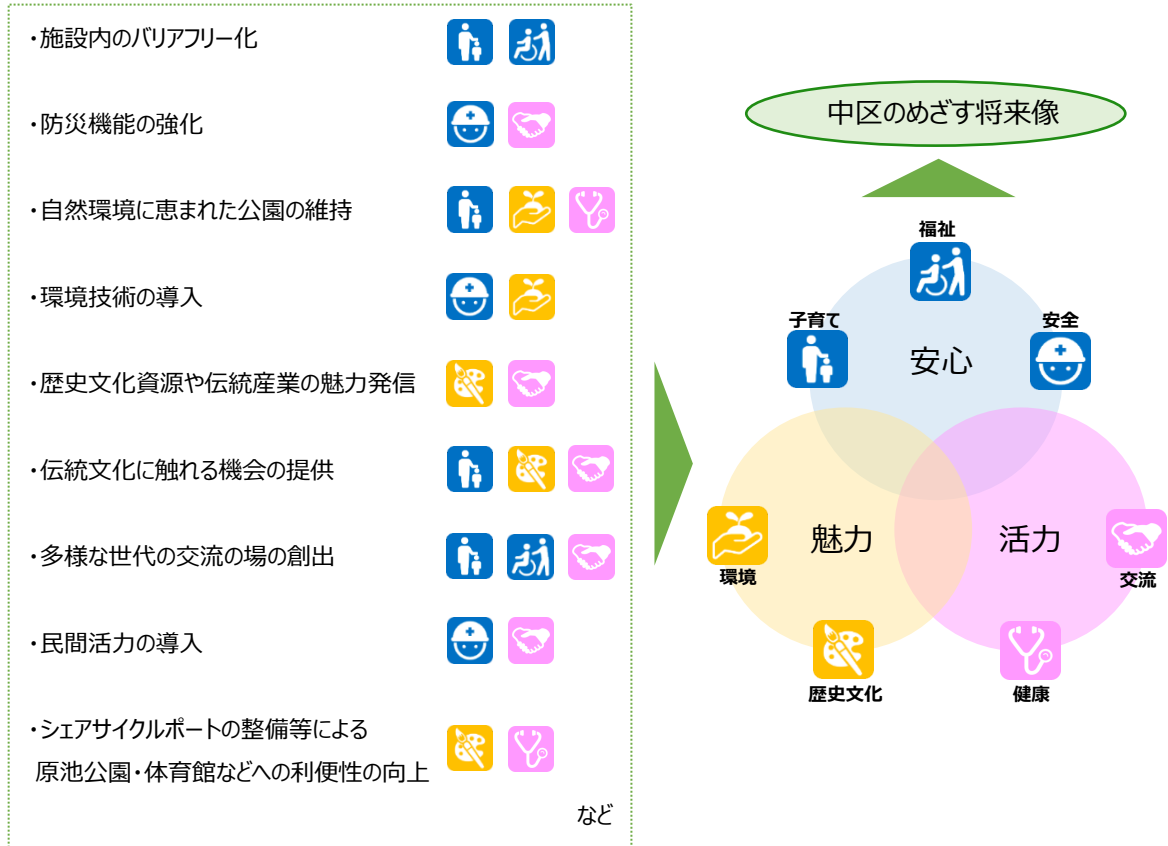 ・施設内のバリアフリー化
・防災機能の強化
・自然環境に恵まれた公園の維持
・環境技術の導入
・歴史文化資源や伝統産業の魅力発信
・伝統文化に触れる機会の提供
・多様な世代の交流の場の創出
・民間活力の導入
・シェアサイクルポートの整備等による
原池公園・体育館などへの利便性の向上
など
中区のめざす将来像
福祉
子育て
安全
安心
魅力
活力
環境
交流
歴史文化
健康